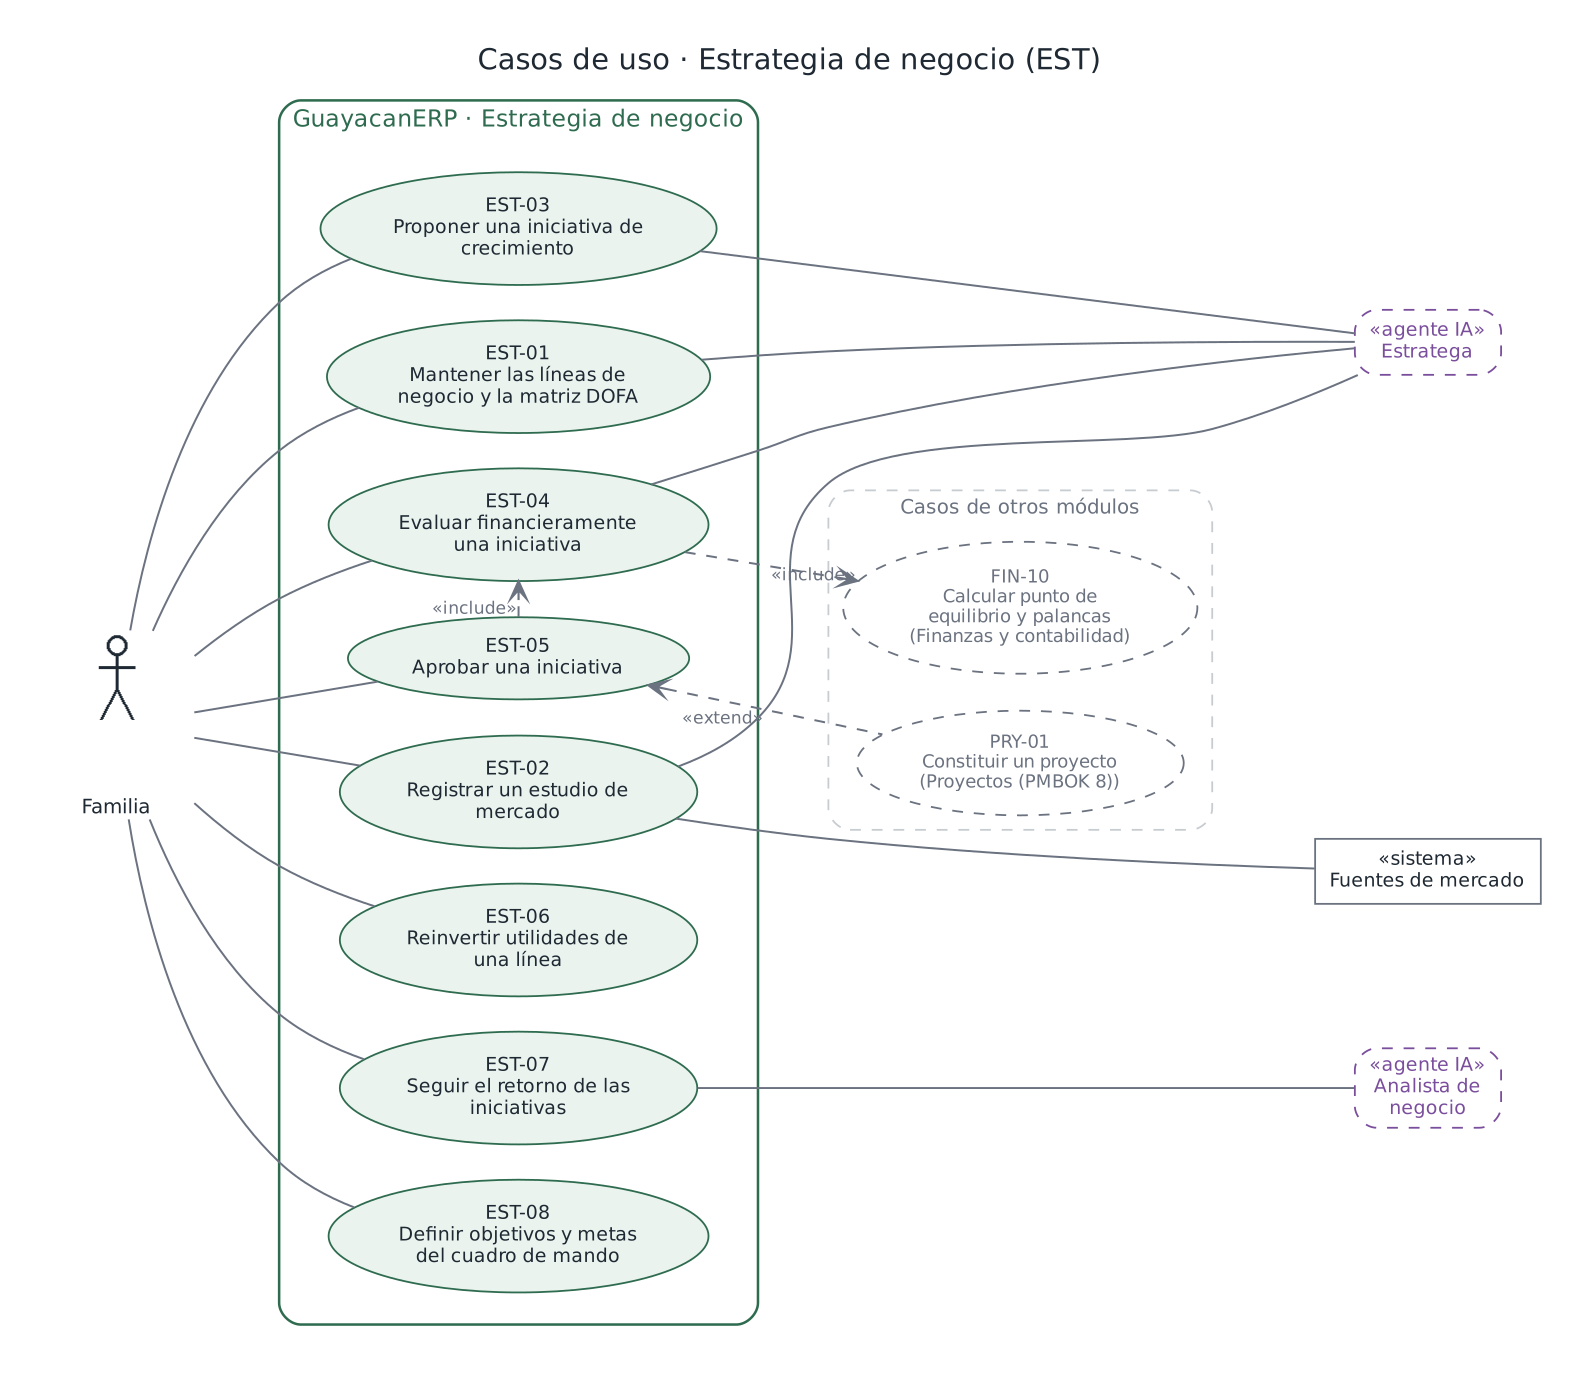 Casos de uso · Estrategia de negocio (EST)
GuayacanERP · Estrategia de negocio
EST-03
Proponer una iniciativa de
crecimiento
EST-01
Mantener las líneas de
negocio y la matriz DOFA
«agente IA»
Estratega
EST-04
Evaluar financieramente
una iniciativa
«include»
Casos de otros módulos
«include»
FIN-10
Calcular punto de
equilibrio y palancas
(Finanzas y contabilidad)
EST-05
Aprobar una iniciativa
«extend»
PRY-01
Constituir un proyecto
(Proyectos (PMBOK 8))
Familia
EST-02
Registrar un estudio de
mercado
«sistema»
Fuentes de mercado
EST-06
Reinvertir utilidades de
una línea
EST-07
Seguir el retorno de las
iniciativas
«agente IA»
Analista de
negocio
EST-08
Definir objetivos y metas
del cuadro de mando